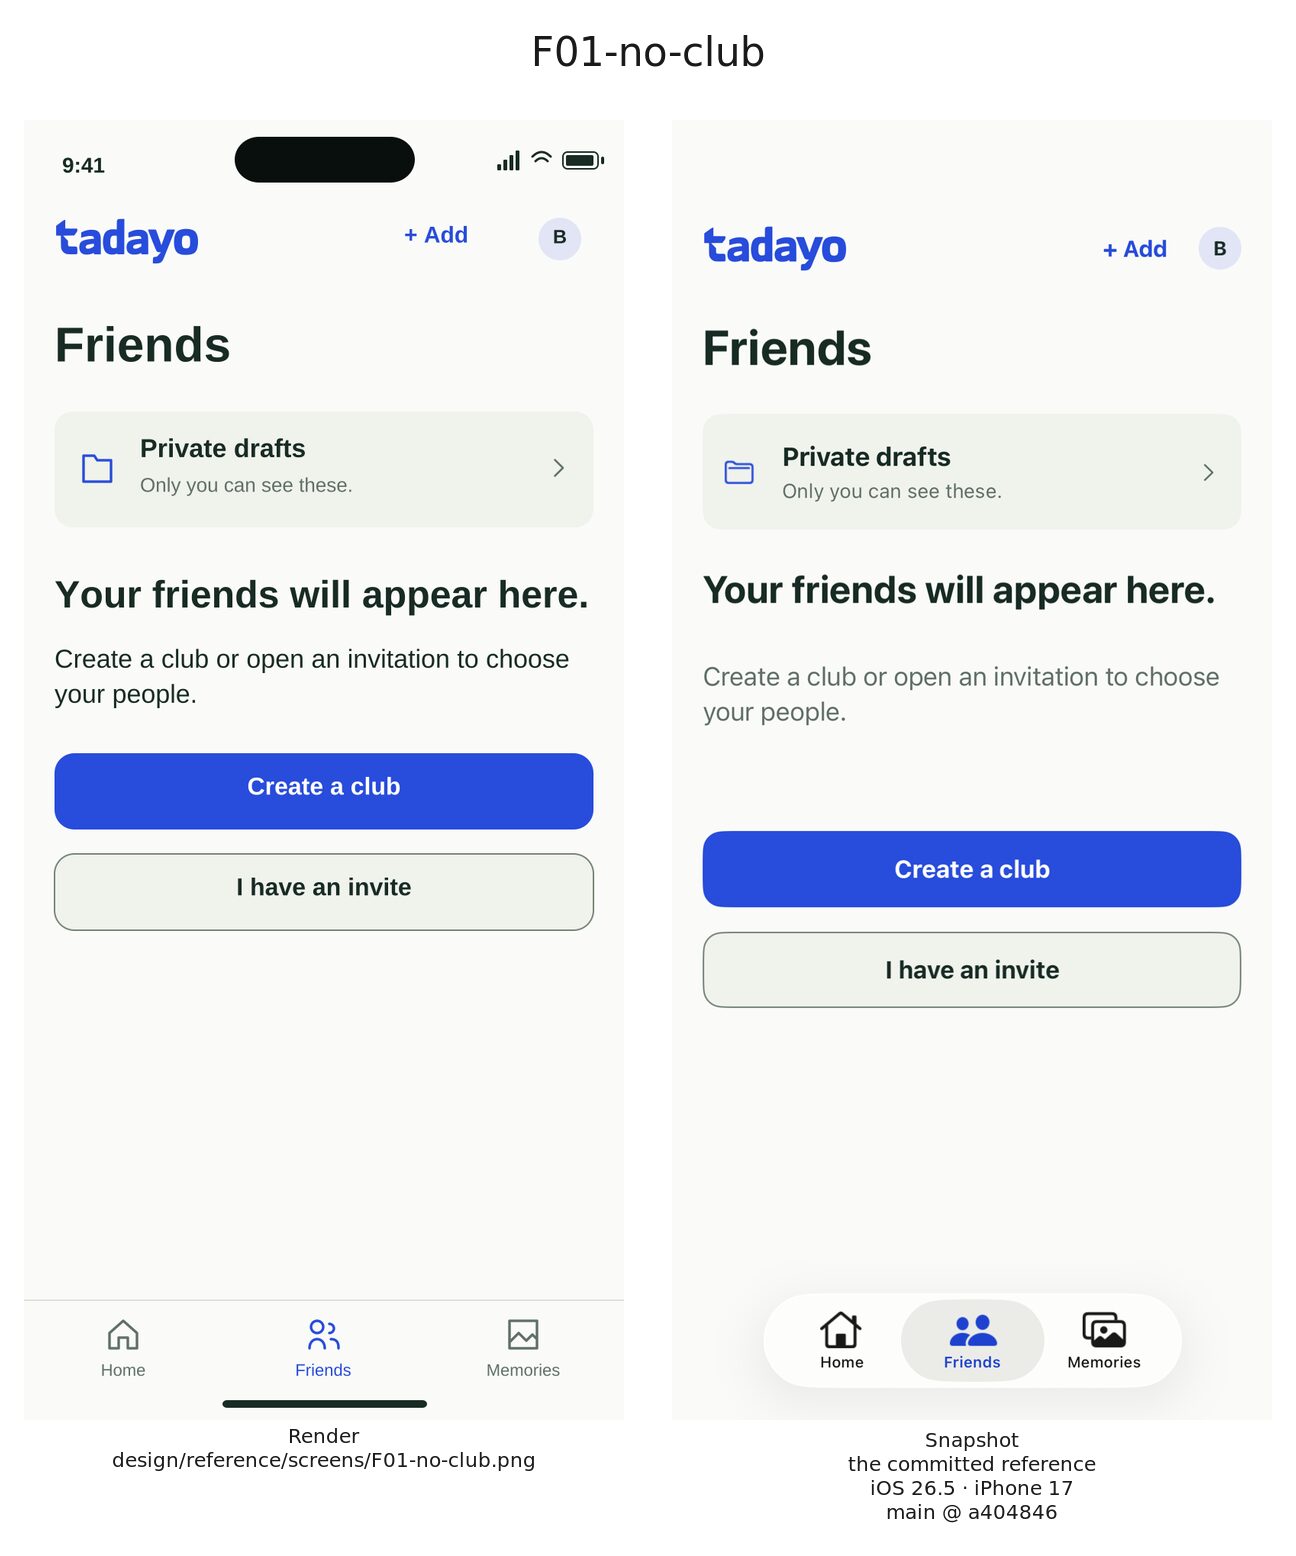 F01-no-club
9:41
tadayo
+ Add
B
Friends
Private drafts
Only you can see these.
Your friends will appear here.
Create a club or open an invitation to choose
your people.
Create a club
I have an invite
Home
Friends
Memories
Render
design/reference/screens/F01-no-club.png
tadayo
+ Add
B
Friends
Private drafts
Only you can see these.
Your friends will appear here.
Create a club or open an invitation to choose
your people.
Create a club
I have an invite
Home
Friends
Memories
Snapshot
the committed reference
iOS 26.5 · iPhone 17
main @ a404846